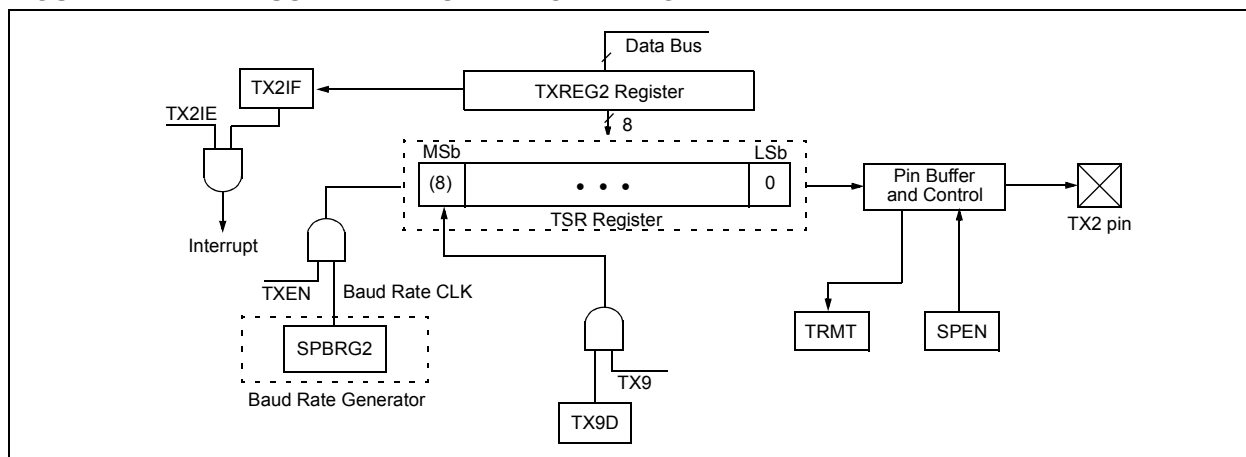 Data Bus
TX2IF
TXREG2 Register
TX2IE
8
MSb
LSb
(8)
• • •
0
Pin Buffer
and Control
TSR Register
TX2 pin
Interrupt
TXEN
Baud Rate CLK
TRMT
SPEN
SPBRG2
TX9
Baud Rate Generator
TX9D